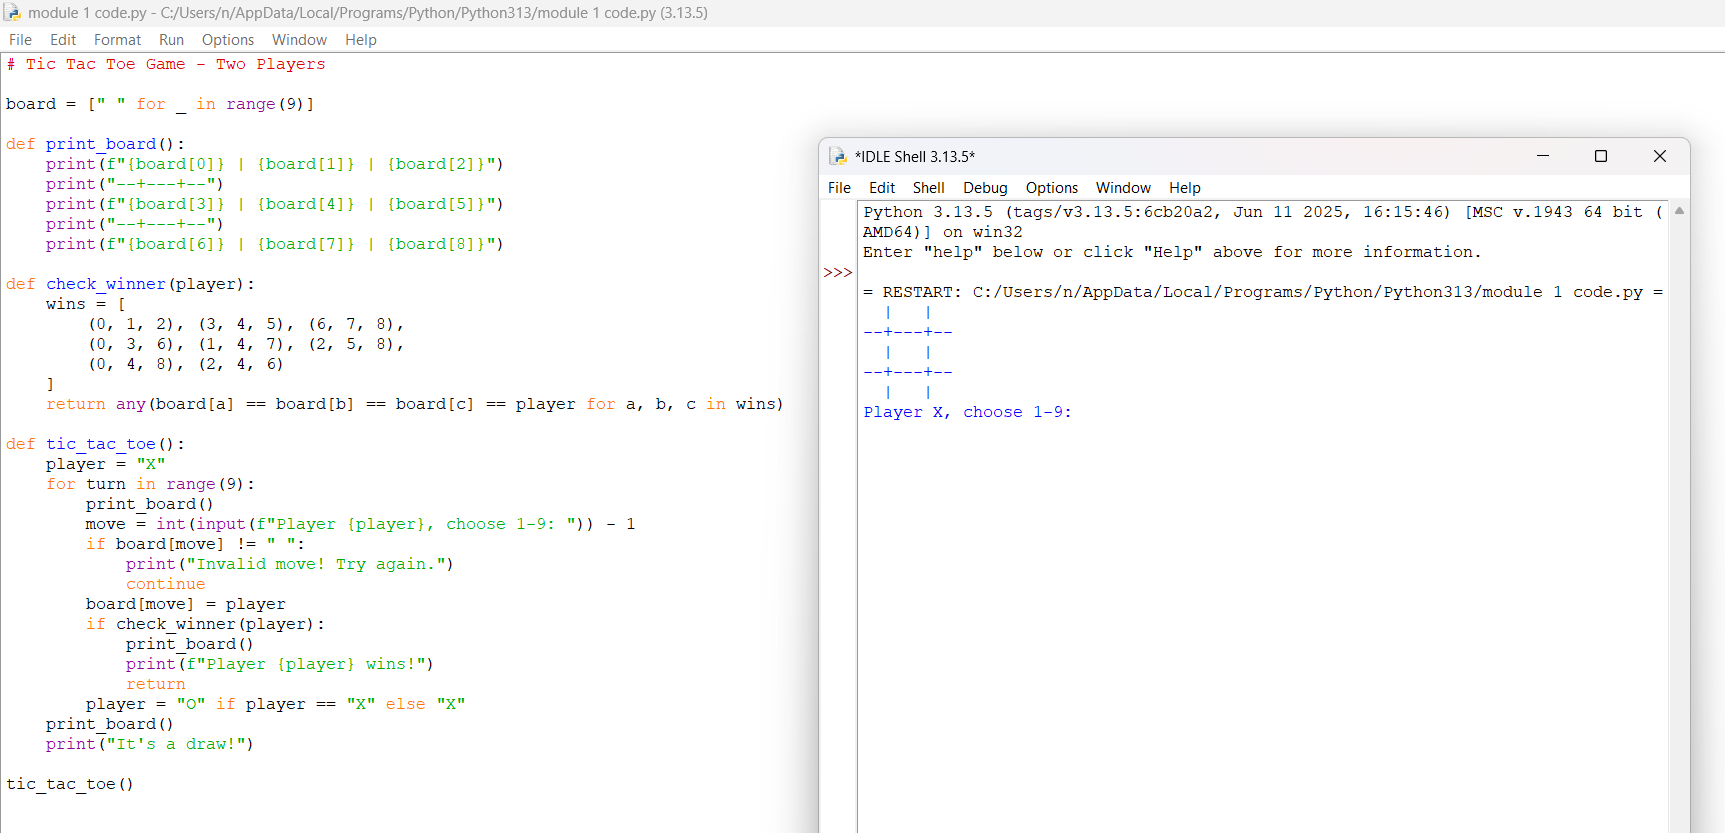 module 1 code.py - C:/Users/n/AppData/Local/Programs/Python/Python313/module 1 code.py (3.13.5)
File Edit Format Run Options Window Help
# Tic Tac Toe Game - Two Players

board = [" " for _ in range(9)]

def print_board():
    print(f"{board[0]} | {board[1]} | {board[2]}")
    print("--+---+--")
    print(f"{board[3]} | {board[4]} | {board[5]}")
    print("--+---+--")
    print(f"{board[6]} | {board[7]} | {board[8]}")

def check_winner(player):
    wins = [
        (0, 1, 2), (3, 4, 5), (6, 7, 8),
        (0, 3, 6), (1, 4, 7), (2, 5, 8),
        (0, 4, 8), (2, 4, 6)
    ]
    return any(board[a] == board[b] == board[c] == player for a, b, c in wins)

def tic_tac_toe():
    player = "X"
    for turn in range(9):
        print_board()
        move = int(input(f"Player {player}, choose 1-9: ")) - 1
        if board[move] != " ":
            print("Invalid move! Try again.")
            continue
        board[move] = player
        if check_winner(player):
            print_board()
            print(f"Player {player} wins!")
            return
        player = "O" if player == "X" else "X"
    print_board()
    print("It's a draw!")

tic_tac_toe()
*IDLE Shell 3.13.5*
File Edit Shell Debug Options Window Help
Python 3.13.5 (tags/v3.13.5:6cb20a2, Jun 11 2025, 16:15:46) [MSC v.1943 64 bit (
AMD64)] on win32
Enter "help" below or click "Help" above for more information.
>>>
= RESTART: C:/Users/n/AppData/Local/Programs/Python/Python313/module 1 code.py =
  |   |
--+---+--
  |   |
--+---+--
  |   |
Player X, choose 1-9: